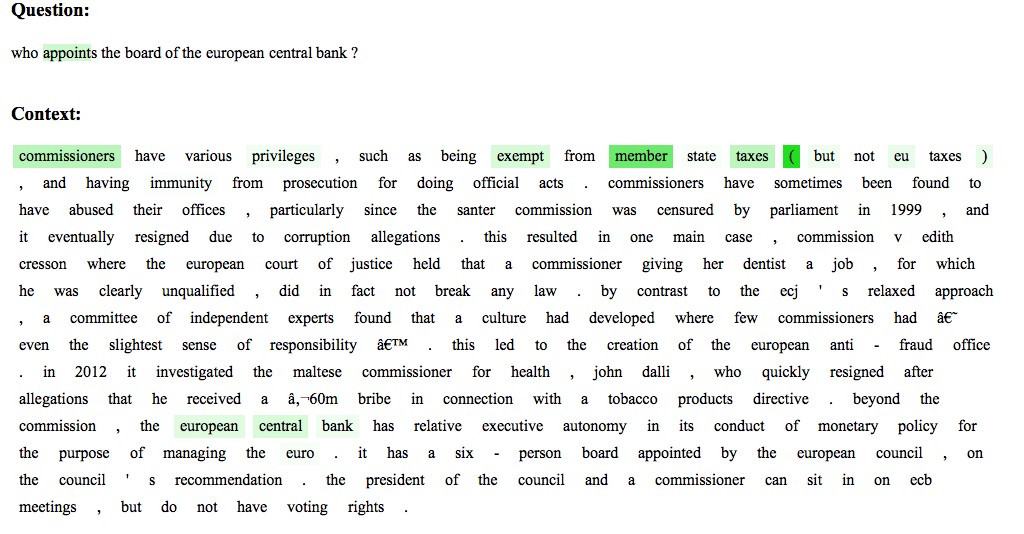 Question:
who appoints the board of the european central bank ?
Context:
commissioners have various privileges , such as being exempt from member state taxes ( but not eu taxes )
, and having immunity from prosecution for doing official acts . commissioners have sometimes been found to
have abused their offices , particularly since the santer commission was censured by parliament in 1999 , and
it eventually resigned due to corruption allegations . this resulted in one main case , commission v edith
cresson where the european court of justice held that a commissioner giving her dentist a job , for which
he was clearly unqualified , did in fact not break any law . by contrast to the ecj ' s relaxed approach
, a committee of independent experts found that a culture had developed where few commissioners had â€˜
even the slightest sense of responsibility â€™ . this led to the creation of the european anti - fraud office
. in 2012 it investigated the maltese commissioner for health , john dalli , who quickly resigned after
allegations that he received a â‚¬60m bribe in connection with a tobacco products directive . beyond the
commission , the european central bank has relative executive autonomy in its conduct of monetary policy for
the purpose of managing the euro . it has a six - person board appointed by the european council , on
the council ' s recommendation . the president of the council and a commissioner can sit in on ecb
meetings , but do not have voting rights .